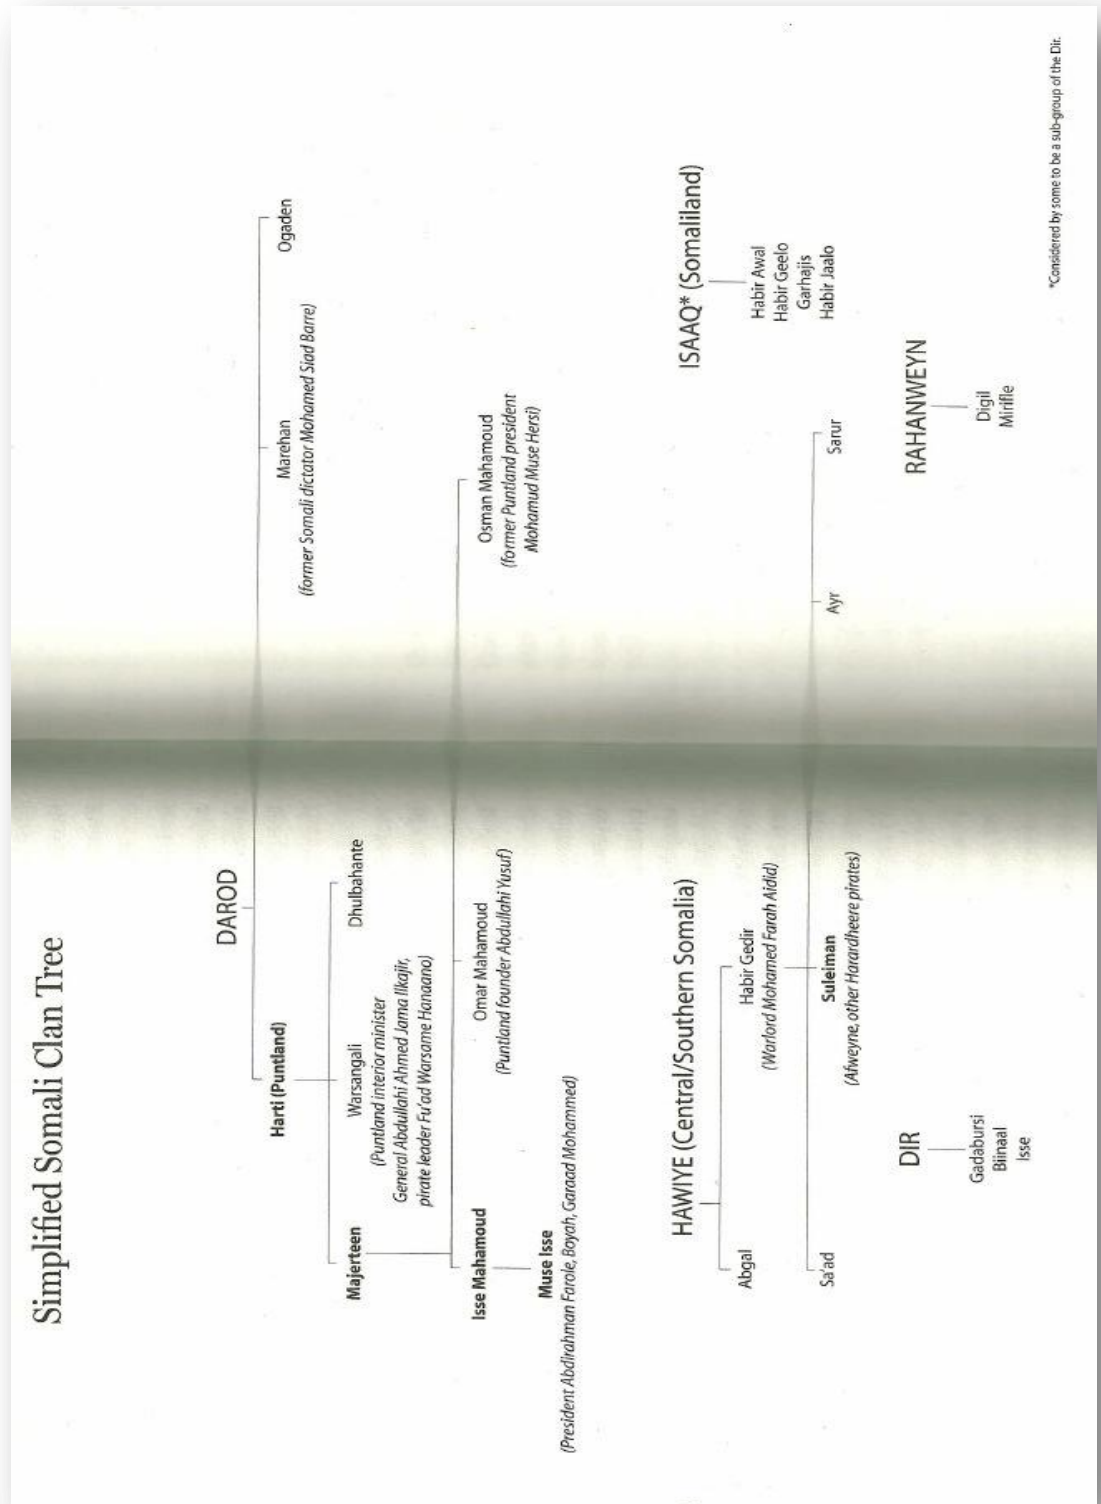 Simplified Somali Clan Tree
DAROD
Harti (Puntland)
Marehan
(former Somali dictator Mohamed Siad Barre)
Ogaden
Majerteen
Warsangali
(Puntland interior minister
General Abdullahi Ahmed Jama Ilkajir,
pirate leader Fu'ad Warsame Hanaano)
Dhulbahante
Isse Mahamoud
Omar Mahamoud
(Puntland founder Abdullahi Yusuf)
Osman Mahamoud
(former Puntland president
Mohamud Muse Hersi)
Muse Isse
(President Abdirahman Farole, Boyah, Garaad Mohammed)
HAWIYE (Central/Southern Somalia)
ISAAQ* (Somaliland)
Abgal
Habir Gedir
(Warlord Mohamed Farah Aidid)
Habir Awal
Habir Geelo
Garhajis
Habir Jaalo
Sa'ad
Suleiman
(Afweyne, other Harardheere pirates)
Ayr
Sarur
DIR
RAHANWEYN
Gadabursi
Biinaal
Isse
Digil
Mirifle
*Considered by some to be a sub-group of the Dir.